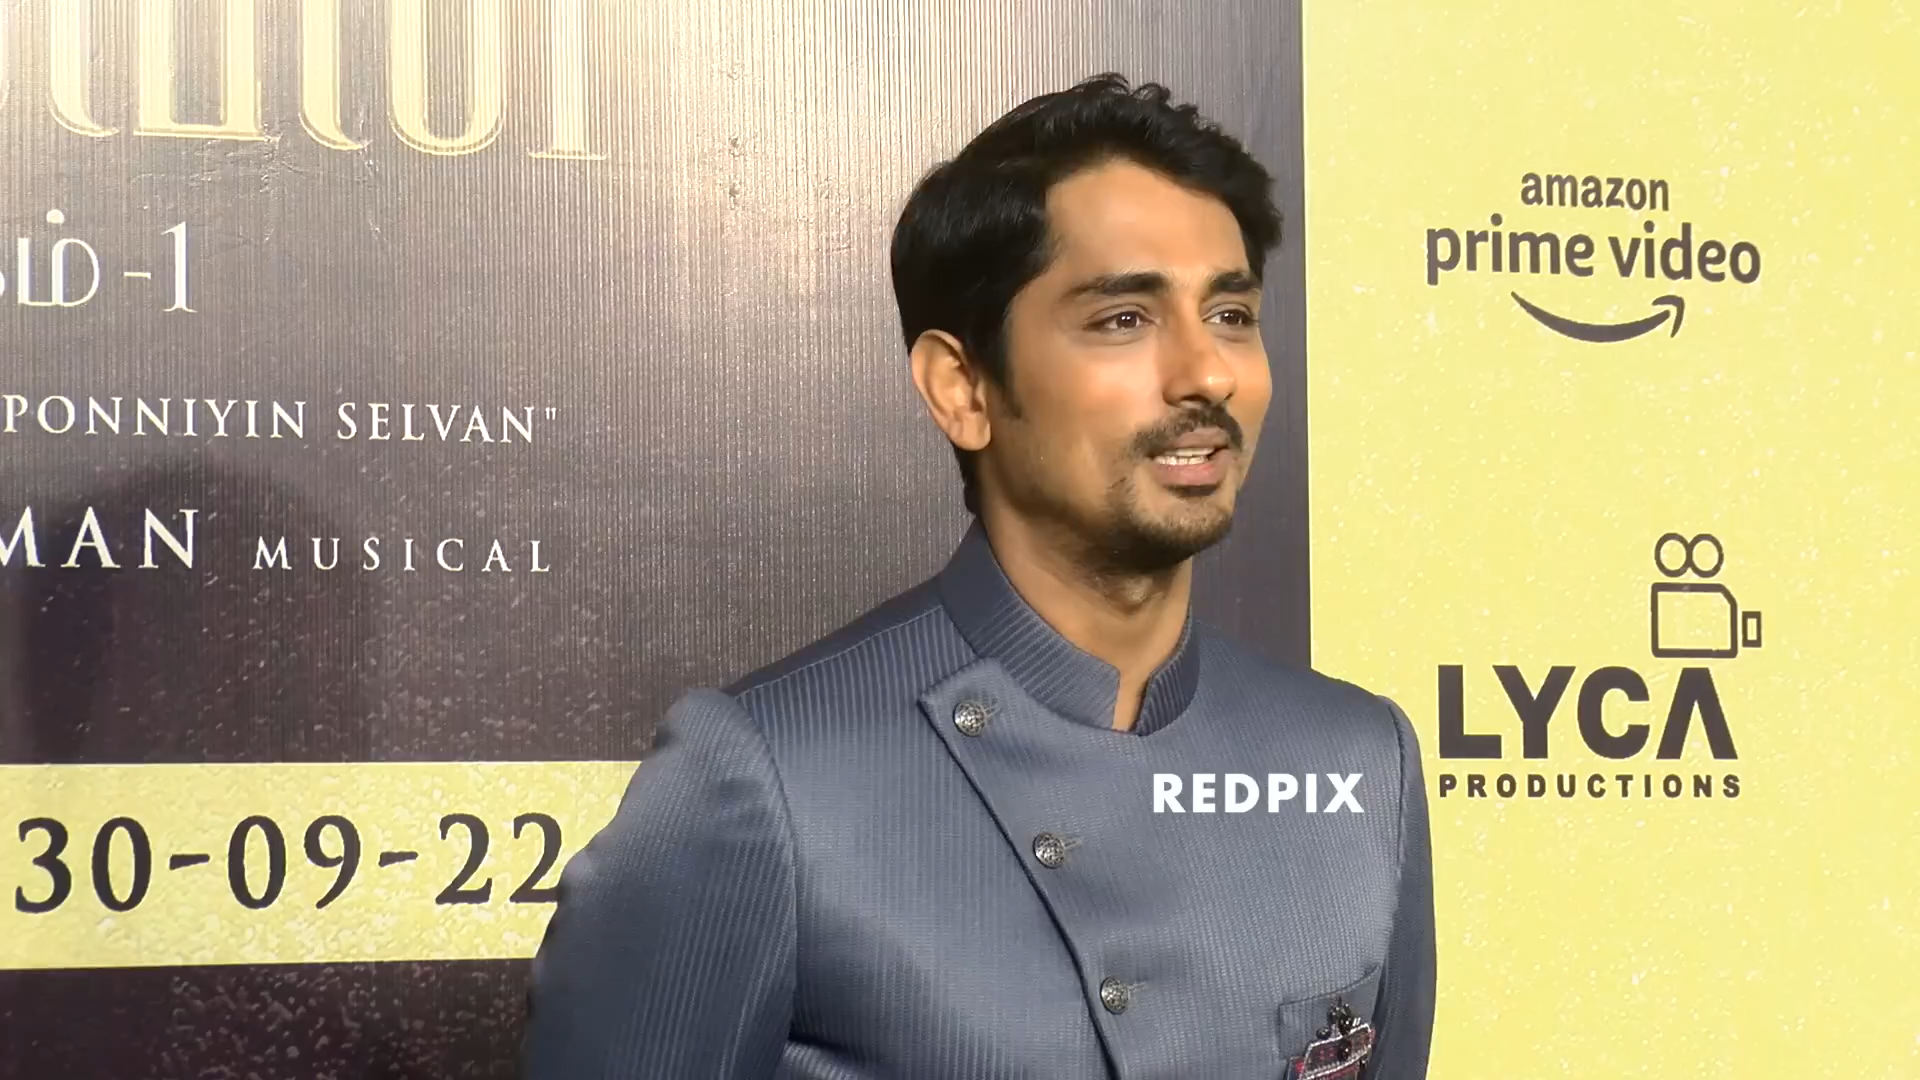 -1
PONNIYIN SELVAN"
MAN MUSICAL
30-09-22
amazon
prime video
LYCA
PRODUCTIONS
REDPIX